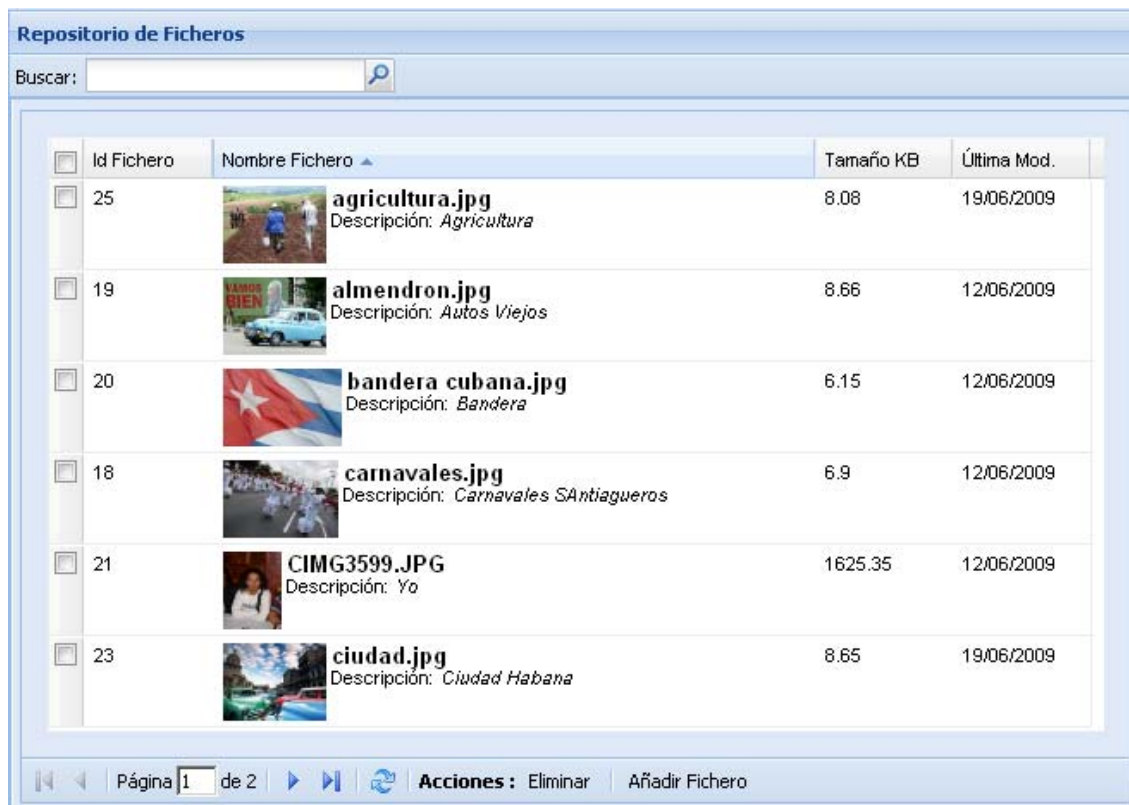 Repositorio de Ficheros
Buscar:
Id Fichero Nombre Fichero Tamaño KB Última Mod.
25 agricultura.jpg 8.08 19/06/2009
Descripción: Agricultura
19 almendron.jpg 8.66 12/06/2009
Descripción: Autos Viejos
VAMOS
BIEN
20 bandera cubana.jpg 6.15 12/06/2009
Descripción: Bandera
18 carnavales.jpg 6.9 12/06/2009
Descripción: Carnavales SAntiagueros
21 CIMG3599.JPG 1625.35 12/06/2009
Descripción: Yo
23 ciudad.jpg 8.65 19/06/2009
Descripción: Ciudad Habana
Página 1 de 2 Acciones : Eliminar Añadir Fichero